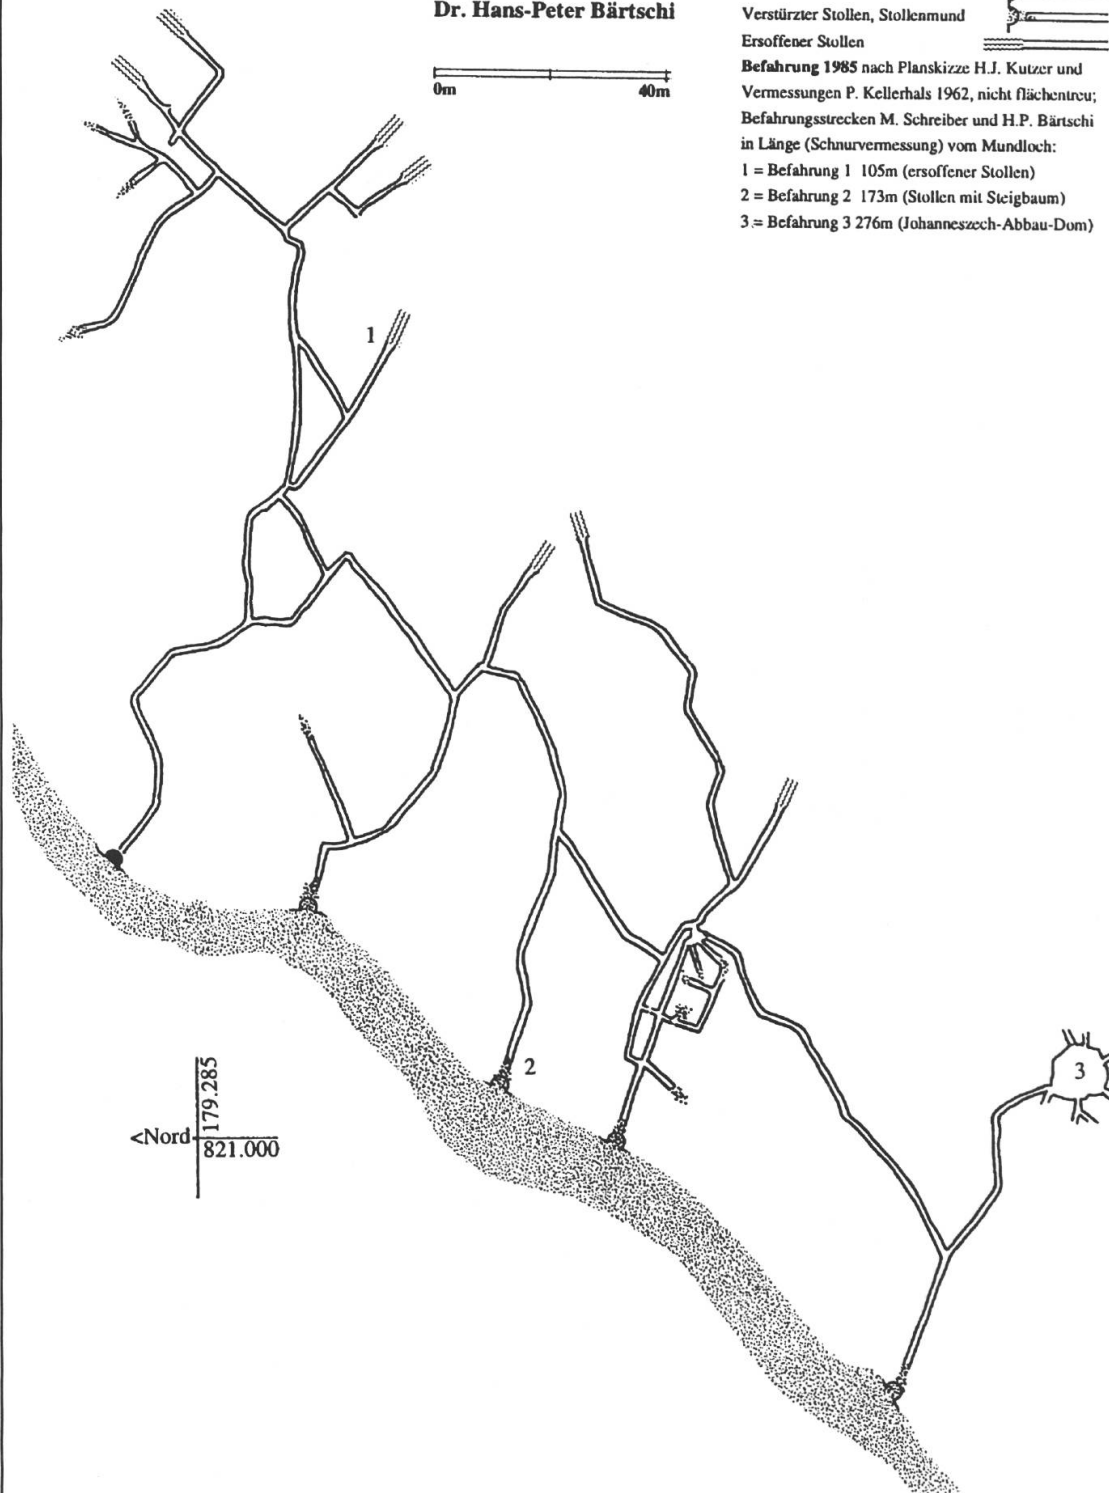 Dr. Hans-Peter Bärtschi
0m 40m
Verstürzter Stollen, Stollenmund
Ersoffener Stollen
Befahrung 1985 nach Planskizze H.J. Kutzer und
Vermessungen P. Kellerhals 1962, nicht flächentreu;
Befahrungsstrecken M. Schreiber und H.P. Bärtschi
in Länge (Schnurvermessung) vom Mundloch:
1 = Befahrung 1 105m (ersoffener Stollen)
2 = Befahrung 2 173m (Stollen mit Steigbaum)
3 = Befahrung 3 276m (Johanneszech-Abbau-Dom)
1
2
3
<Nord
179.285
821.000